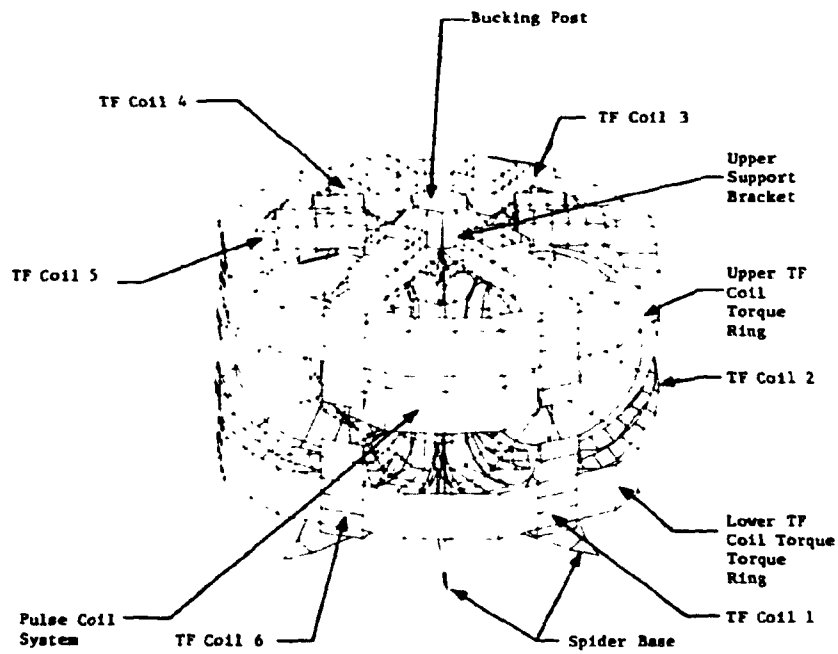 Bucking Post
TF Coil 4
TF Coil 3
Upper
Support
Bracket
TF Coil 5
Upper TF
Coil
Torque
Ring
TF Coil 2
Lower TF
Coil Torque
Torque
Ring
Pulse Coil
System
TF Coil 6
Spider Base
TF Coil 1